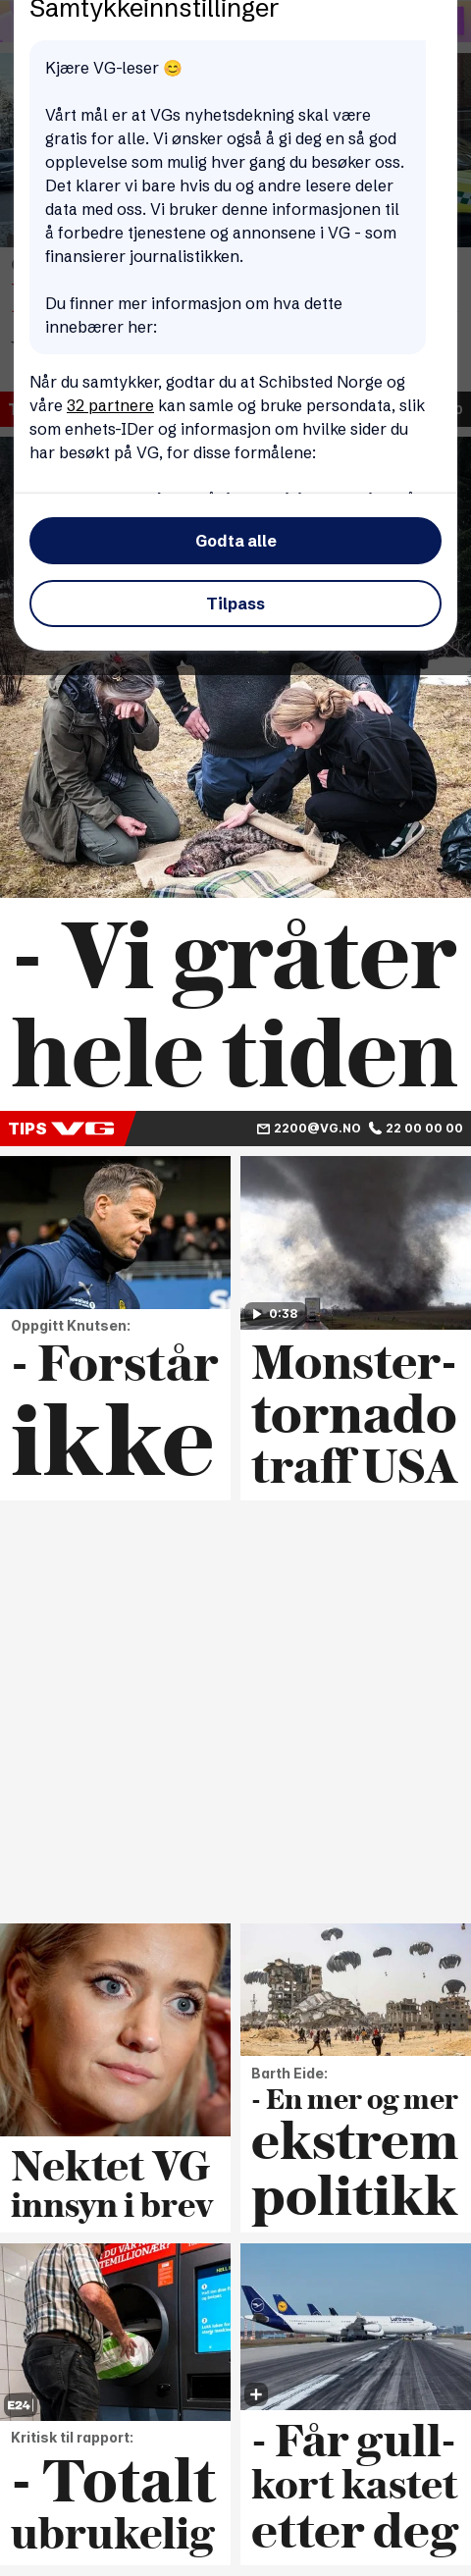 Samtykkeinnstillinger
Kjære VG-leser 😊
Vårt mål er at VGs nyhetsdekning skal være
gratis for alle. Vi ønsker også å gi deg en så god
opplevelse som mulig hver gang du besøker oss.
Det klarer vi bare hvis du og andre lesere deler
data med oss. Vi bruker denne informasjonen til
å forbedre tjenestene og annonsene i VG - som
finansierer journalistikken.
Du finner mer informasjon om hva dette
innebærer her:
Når du samtykker, godtar du at Schibsted Norge og
våre 32 partnere kan samle og bruke persondata, slik
som enhets-IDer og informasjon om hvilke sider du
har besøkt på VG, for disse formålene:
Godta alle
Tilpass
- Vi gråter
hele tiden
TIPS VG 2200@VG.NO 22 00 00 00
Oppgitt Knutsen:
- Forstår
ikke
0:38
Monster-
tornado
traff USA
Nektet VG
innsyn i brev
Barth Eide:
- En mer og mer
ekstrem
politikk
E24
Kritisk til rapport:
- Totalt
ubrukelig
Lufthansa
- Får gull-
kort kastet
etter deg